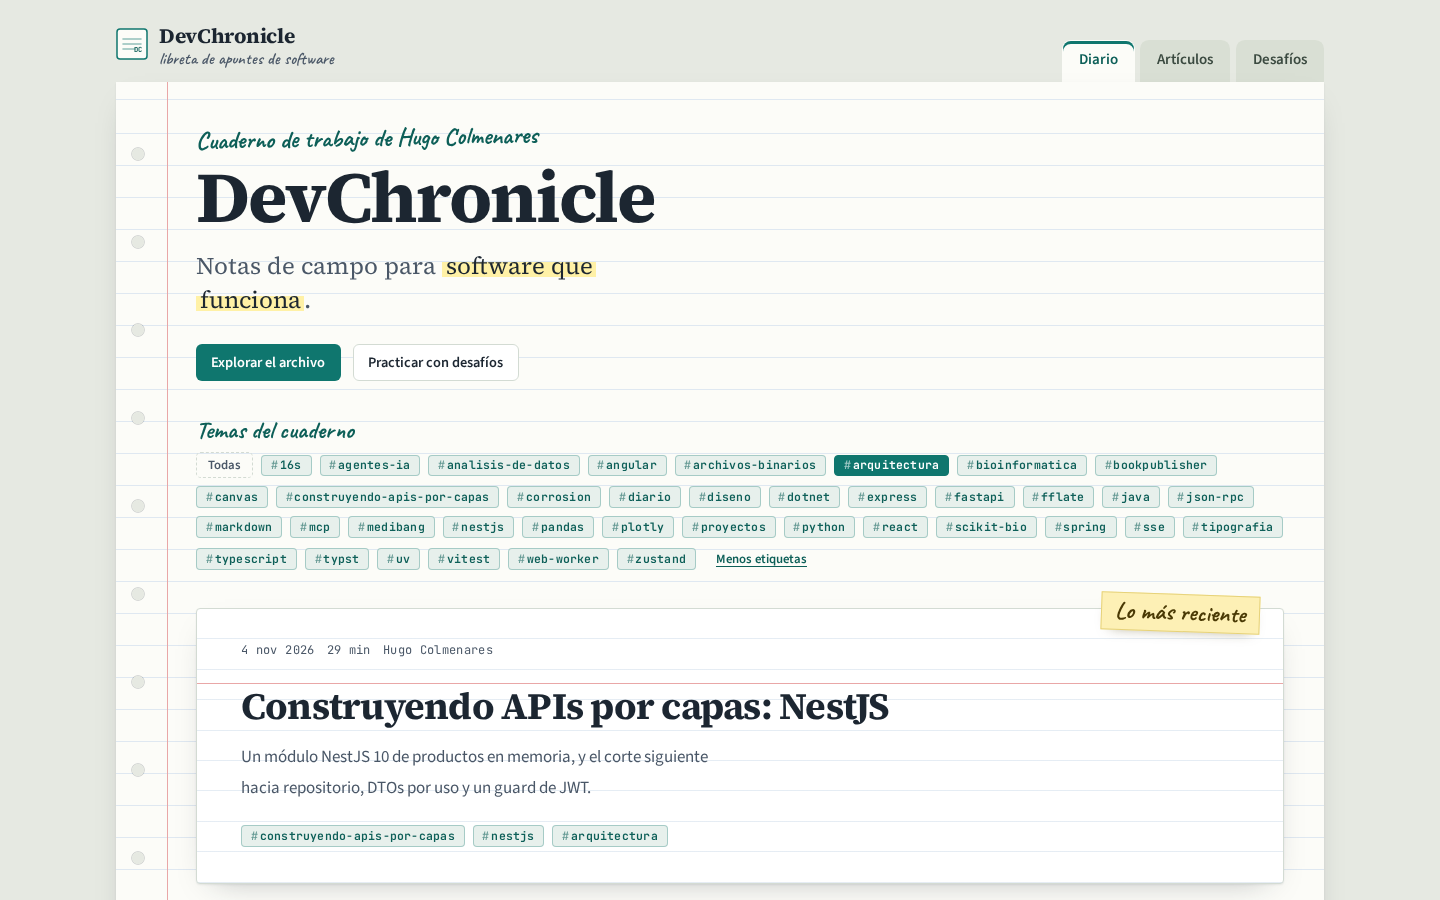 DevChronicle
libreta de apuntes de software
DC
Diario Artículos Desafíos
Cuaderno de trabajo de Hugo Colmenares
DevChronicle
Notas de campo para software que
funciona.
Explorar el archivo Practicar con desafíos
Temas del cuaderno
Todas #16s #agentes-ia #analisis-de-datos #angular #archivos-binarios #arquitectura #bioinformatica #bookpublisher
#canvas #construyendo-apis-por-capas #corrosion #diario #diseno #dotnet #express #fastapi #fflate #java #json-rpc
#markdown #mcp #medibang #nestjs #pandas #plotly #proyectos #python #react #scikit-bio #spring #sse #tipografia
#typescript #typst #uv #vitest #web-worker #zustand Menos etiquetas
Lo más reciente
4 nov 2026 29 min Hugo Colmenares
Construyendo APIs por capas: NestJS
Un módulo NestJS 10 de productos en memoria, y el corte siguiente
hacia repositorio, DTOs por uso y un guard de JWT.
#construyendo-apis-por-capas #nestjs #arquitectura